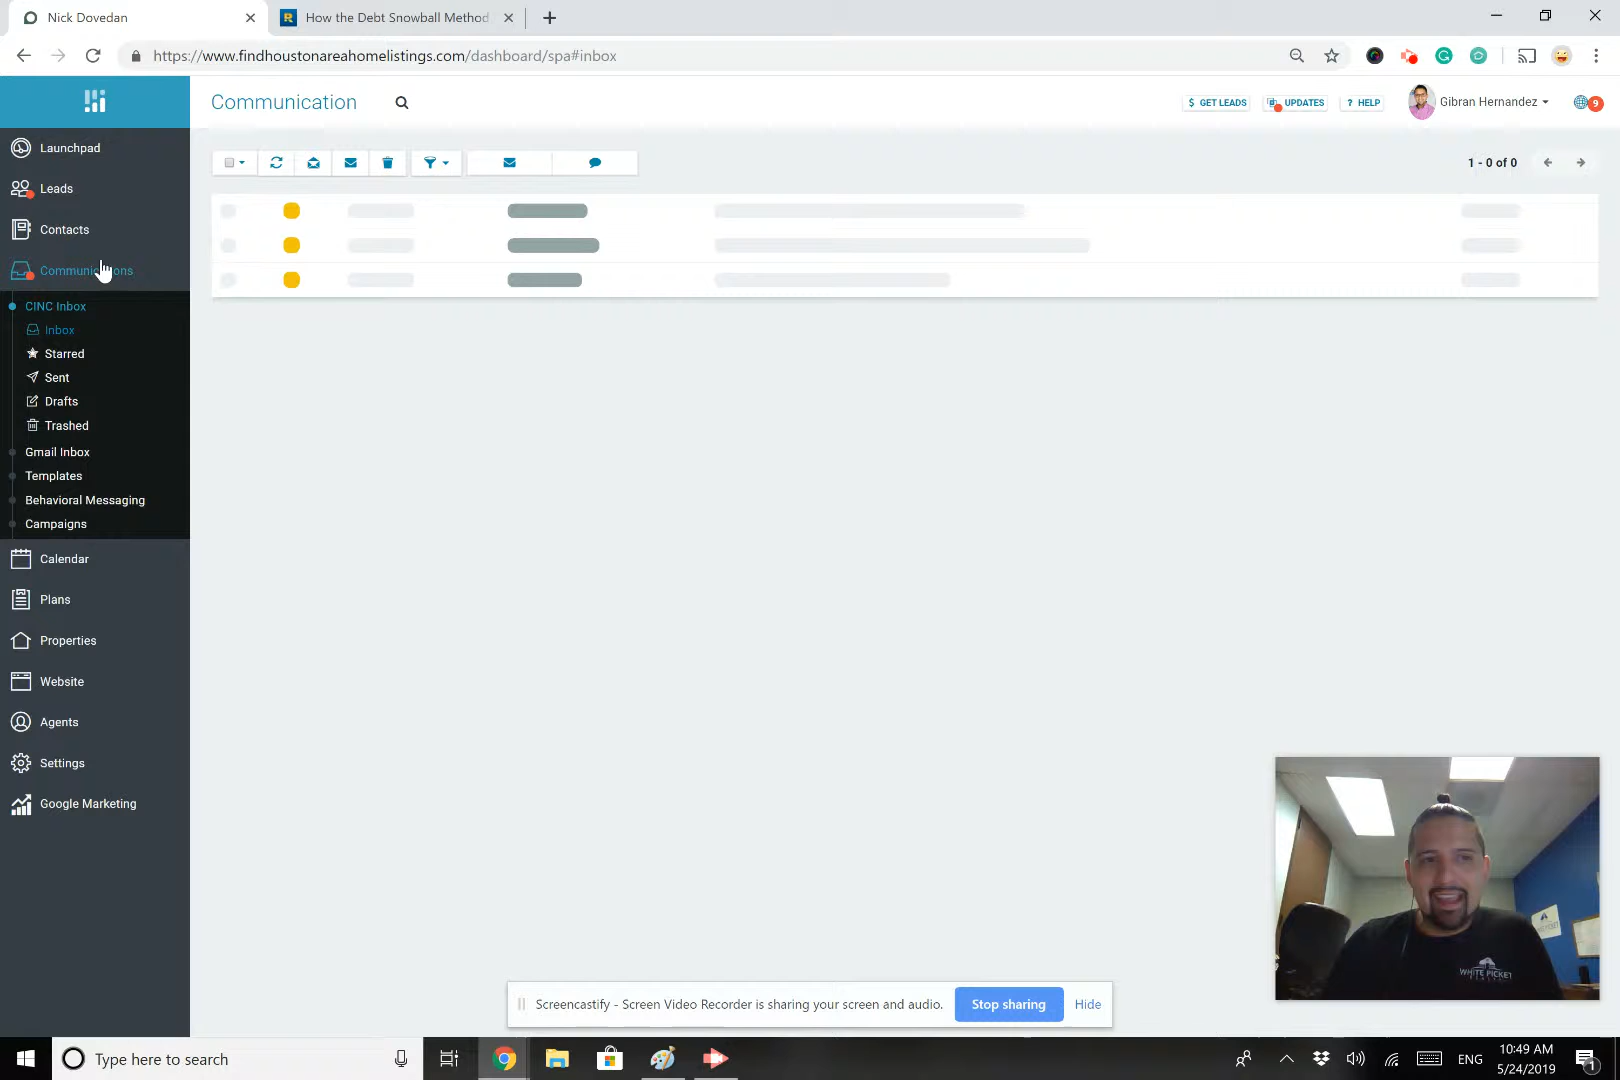 Nick Dovedan
How the Debt Snowball Method
https://www.findhoustonareahomelistings.com/dashboard/spa#inbox
Communication
$ GET LEADS
UPDATES
? HELP
Gibran Hernandez
9
Launchpad
Leads
Contacts
Communications
CINC Inbox
Inbox
Starred
Sent
Drafts
Trashed
Gmail Inbox
Templates
Behavioral Messaging
Campaigns
Calendar
Plans
Properties
Website
Agents
Settings
Google Marketing
1 - 0 of 0
WHITE PICKET
Screencastify - Screen Video Recorder is sharing your screen and audio.
Stop sharing
Hide
Type here to search
ENG
10:49 AM
5/24/2019
1